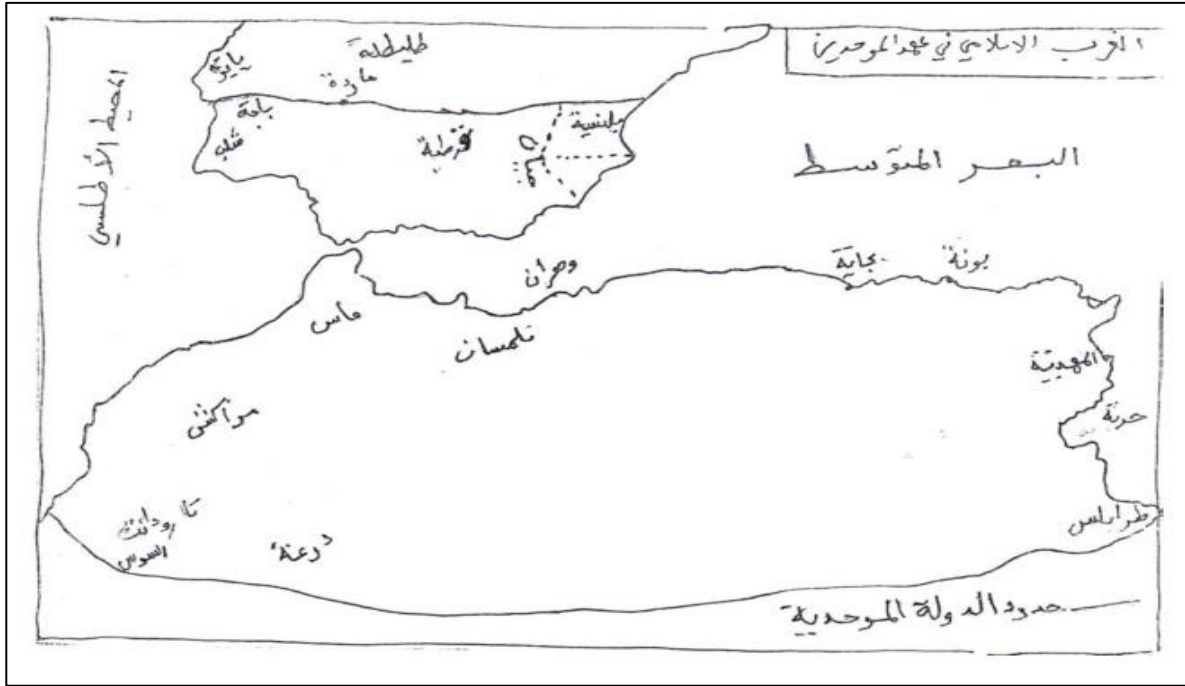 الغرب الاسلامي في عهد الموحدين
المحيط الأطلسي
البحر المتوسط
طليطلة
ماردة
يابرة
باجة
شلب
قرطبة
بلنسية
وهران
بجاية
بونة
فاس
تلمسان
المهدية
مراكش
جربة
تارودانت
السوس
درعة
طرابلس
حدود الدولة الموحدية